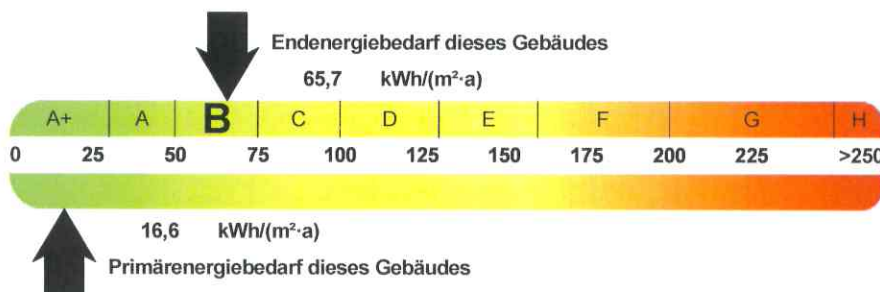 Endenergiebedarf dieses Gebäudes
65,7 kWh/(m²·a)
A+ A B C D E F G H
0 25 50 75 100 125 150 175 200 225 >250
16,6 kWh/(m²·a)
Primärenergiebedarf dieses Gebäudes